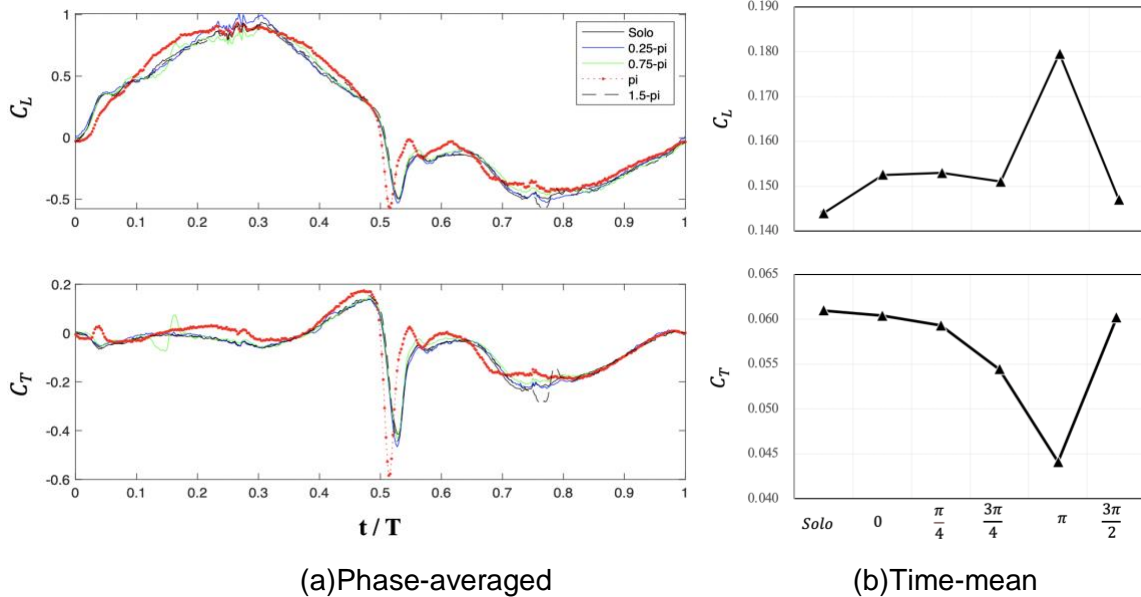 1
0.5
0
-0.5
C_L
Solo
0.25-pi
0.75-pi
pi
1.5-pi
0 0.1 0.2 0.3 0.4 0.5 0.6 0.7 0.8 0.9 1
0.190
0.180
0.170
0.160
0.150
0.140
C_L
0.2
0
-0.2
-0.4
-0.6
C_T
0 0.1 0.2 0.3 0.4 0.5 0.6 0.7 0.8 0.9 1
t / T
0.065
0.060
0.055
0.050
0.045
0.040
C_T
Solo 0 π/4 3π/4 π 3π/2
(a)Phase-averaged
(b)Time-mean